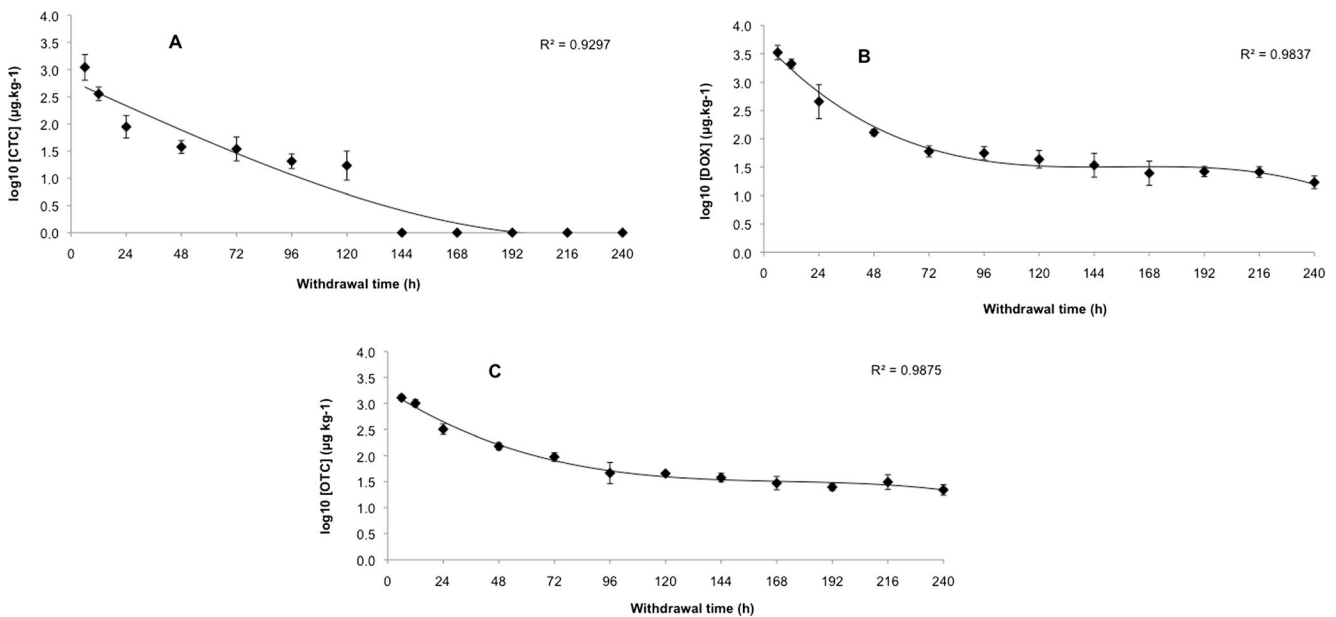 A
R² = 0.9297
log10 [CTC] (µg.kg-1)
4.0
3.5
3.0
2.5
2.0
1.5
1.0
0.5
0.0
0 24 48 72 96 120 144 168 192 216 240
Withdrawal time (h)
B
R² = 0.9837
log10 [DOX] (µg.kg-1)
4.0
3.5
3.0
2.5
2.0
1.5
1.0
0.5
0.0
0 24 48 72 96 120 144 168 192 216 240
Withdrawal time (h)
C
R² = 0.9875
log10 [OTC] (µg kg-1)
4.0
3.5
3.0
2.5
2.0
1.5
1.0
0.5
0.0
0 24 48 72 96 120 144 168 192 216 240
Withdrawal time (h)